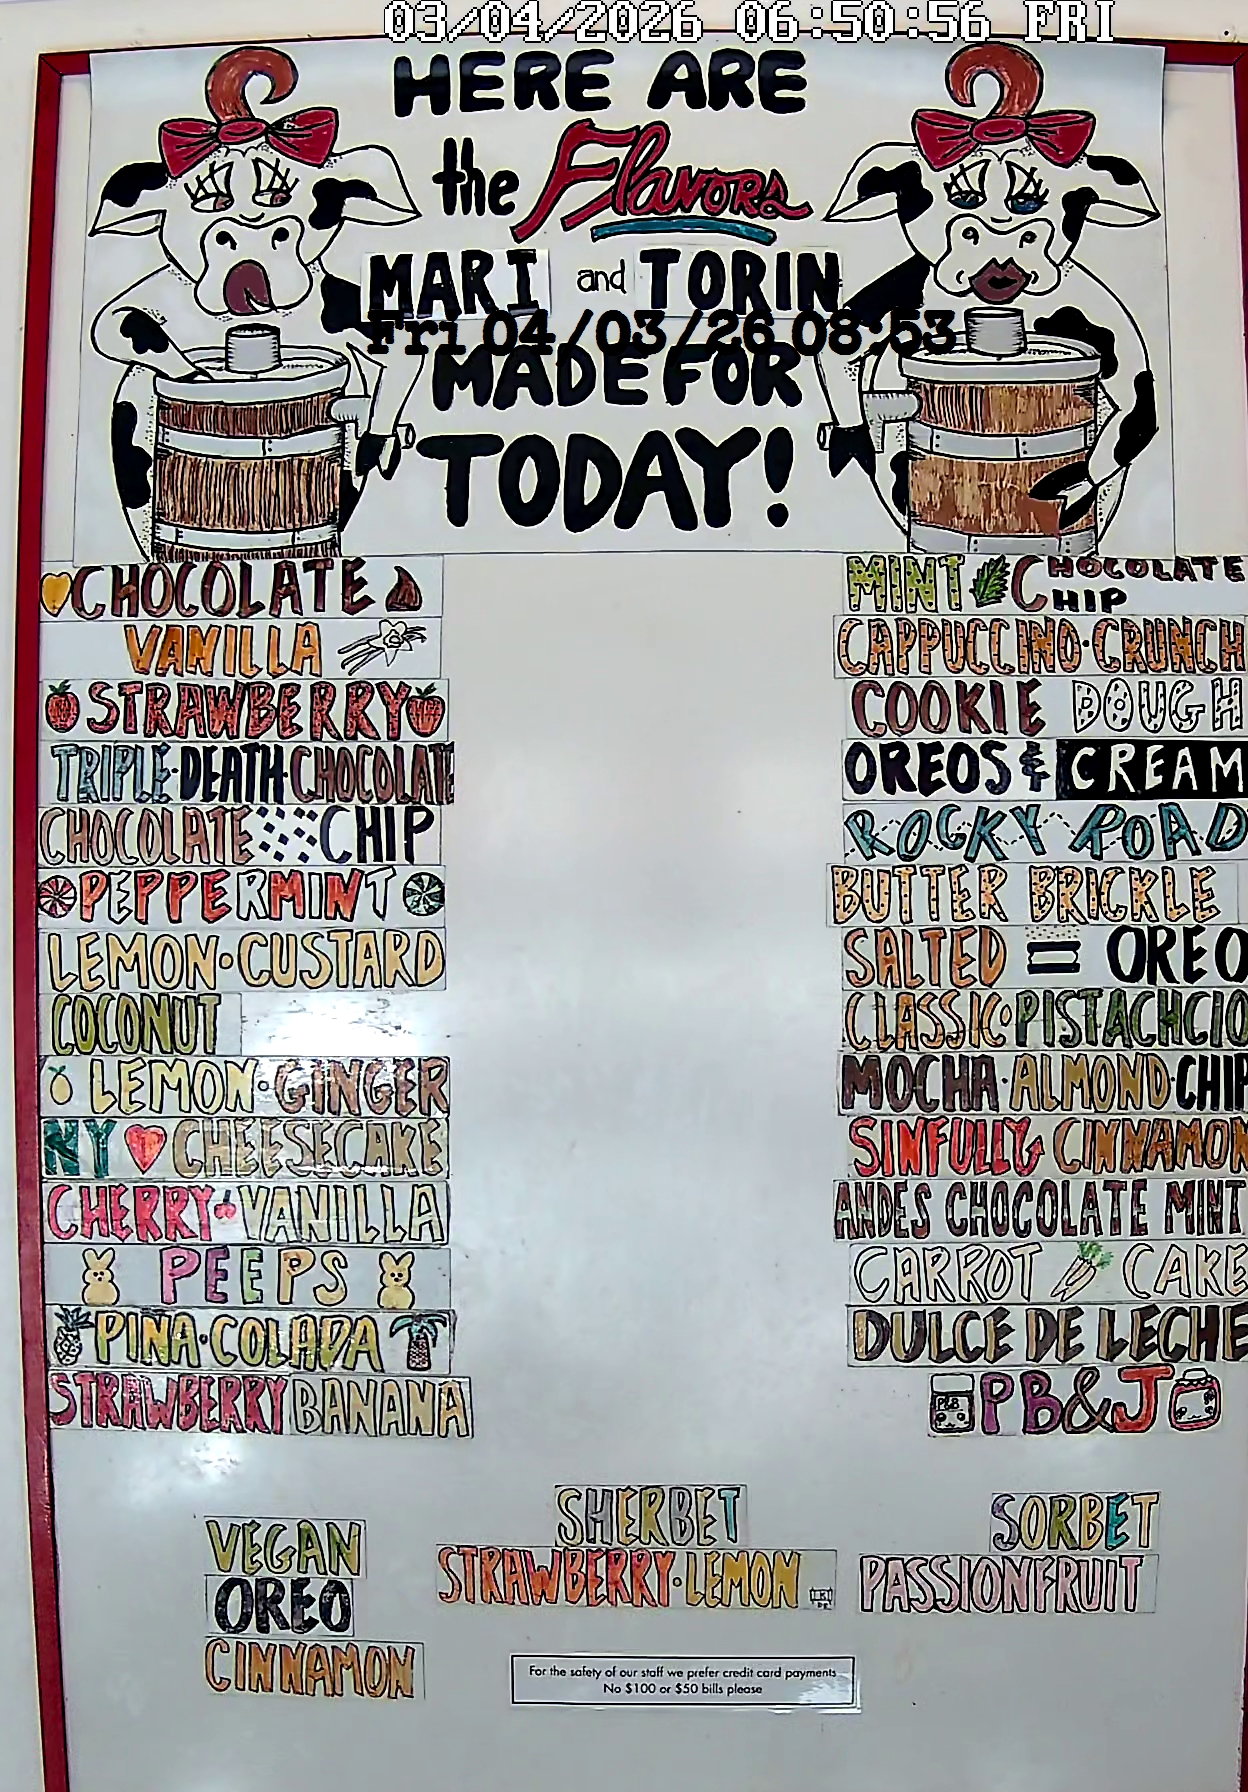 03/04/2026 06:50:56 FRI
HERE ARE
the Flavors
MARI and TORIN
Fri 04/03/26 08:53
MADE FOR
TODAY!
CHOCOLATE
VANILLA
STRAWBERRY
TRIPLE·DEATH·CHOCOLATE
CHOCOLATE CHIP
PEPPERMINT
LEMON·CUSTARD
COCONUT
LEMON·GINGER
NY CHEESECAKE
CHERRY VANILLA
PEEPS
PINA·COLADA
STRAWBERRY BANANA
MINT CHOCOLATE CHIP
CAPPUCCINO·CRUNCH
COOKIE DOUGH
OREOS & CREAM
ROCKY ROAD
BUTTER BRICKLE
SALTED OREO
CLASSIC·PISTACHCIO
MOCHA·ALMOND·CHIP
SINFULLY CINNAMON
ANDES CHOCOLATE MINT
CARROT CAKE
DULCE DE LECHE
PB&J
VEGAN
OREO
CINNAMON
SHERBET
STRAWBERRY·LEMON
SORBET
PASSIONFRUIT
For the safety of our staff we prefer credit card payments
No $100 or $50 bills please